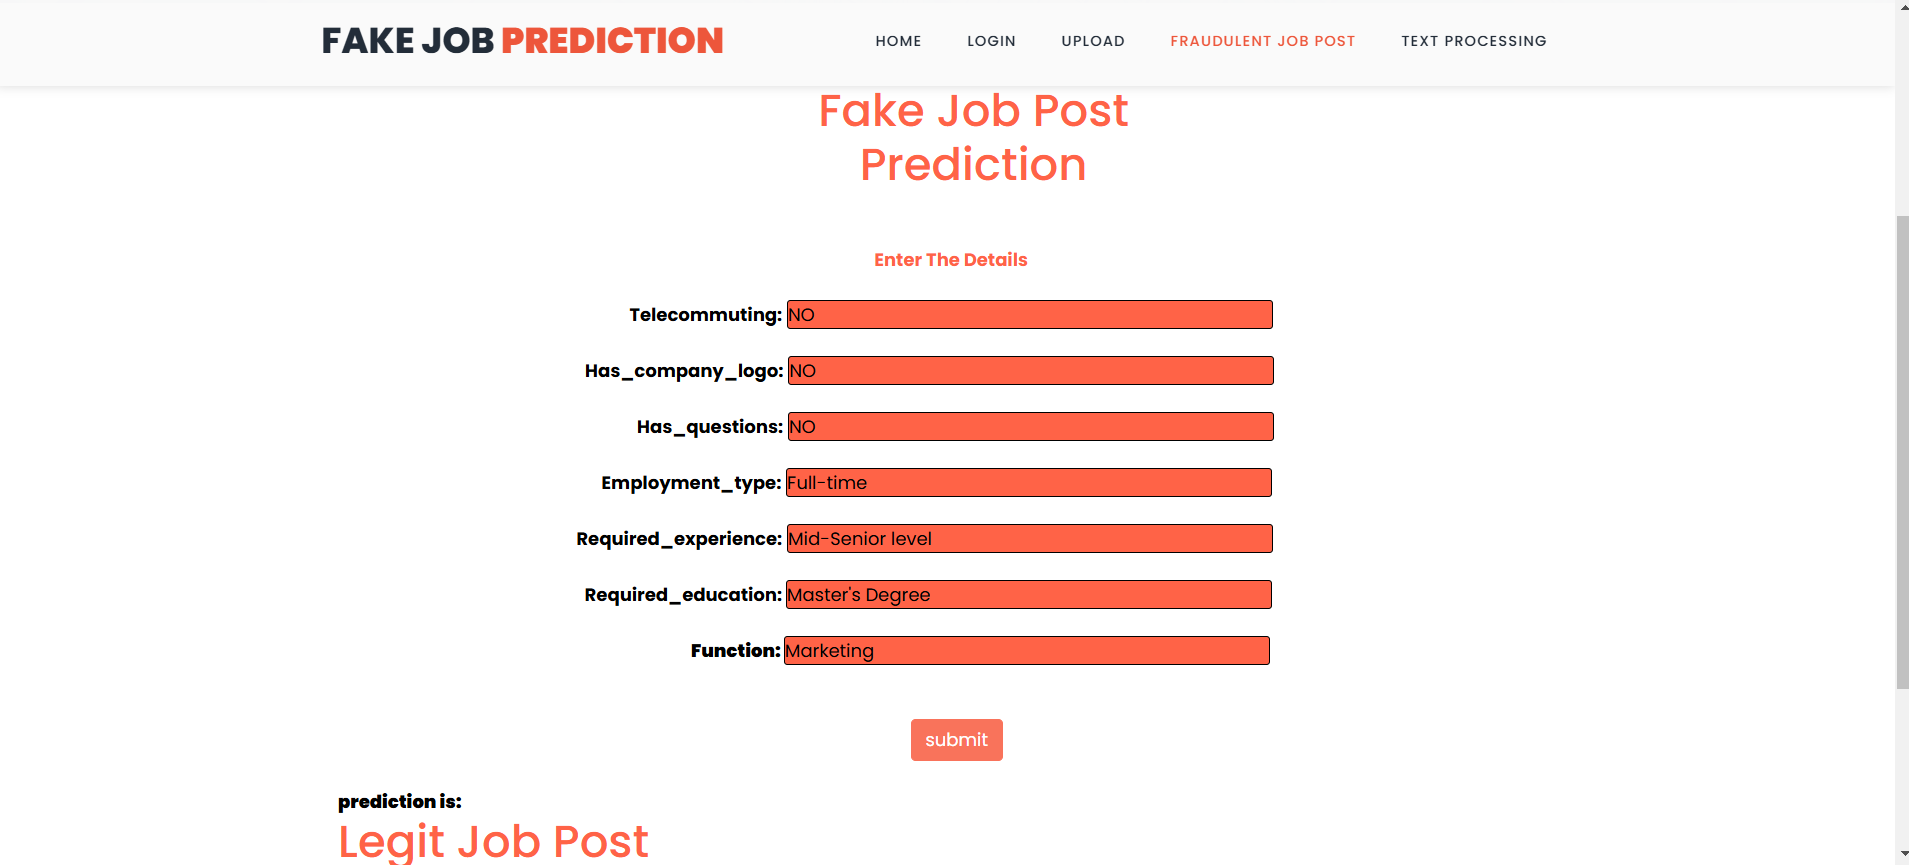 FAKE JOB PREDICTION
HOME LOGIN UPLOAD FRAUDULENT JOB POST TEXT PROCESSING
Fake Job Post
Prediction
Enter The Details
Telecommuting: NO
Has_company_logo: NO
Has_questions: NO
Employment_type: Full-time
Required_experience: Mid-Senior level
Required_education: Master's Degree
Function: Marketing
submit
prediction is:
Legit Job Post